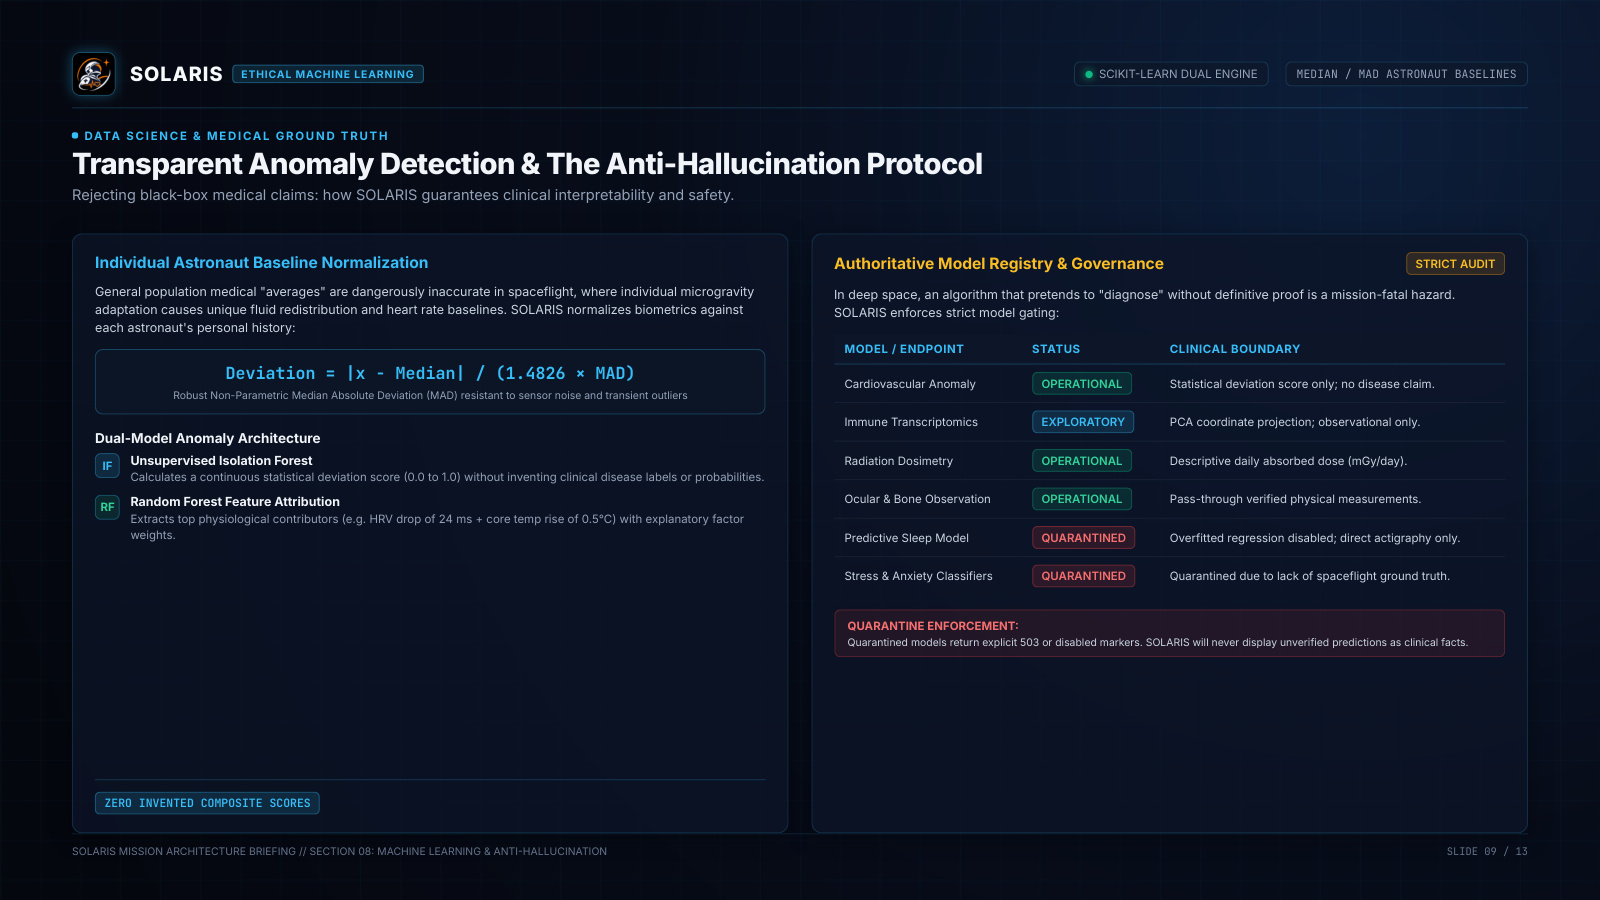 SOLARIS
ETHICAL MACHINE LEARNING
SCIKIT-LEARN DUAL ENGINE
MEDIAN / MAD ASTRONAUT BASELINES
DATA SCIENCE & MEDICAL GROUND TRUTH
Transparent Anomaly Detection & The Anti-Hallucination Protocol
Rejecting black-box medical claims: how SOLARIS guarantees clinical interpretability and safety.
Individual Astronaut Baseline Normalization
General population medical "averages" are dangerously inaccurate in spaceflight, where individual microgravity
adaptation causes unique fluid redistribution and heart rate baselines. SOLARIS normalizes biometrics against
each astronaut's personal history:
Deviation = |x - Median| / (1.4826 × MAD)
Robust Non-Parametric Median Absolute Deviation (MAD) resistant to sensor noise and transient outliers
Dual-Model Anomaly Architecture
IF
Unsupervised Isolation Forest
Calculates a continuous statistical deviation score (0.0 to 1.0) without inventing clinical disease labels or probabilities.
RF
Random Forest Feature Attribution
Extracts top physiological contributors (e.g. HRV drop of 24 ms + core temp rise of 0.5°C) with explanatory factor
weights.
ZERO INVENTED COMPOSITE SCORES
Authoritative Model Registry & Governance
STRICT AUDIT
In deep space, an algorithm that pretends to "diagnose" without definitive proof is a mission-fatal hazard.
SOLARIS enforces strict model gating:
MODEL / ENDPOINT STATUS CLINICAL BOUNDARY
Cardiovascular Anomaly OPERATIONAL Statistical deviation score only; no disease claim.
Immune Transcriptomics EXPLORATORY PCA coordinate projection; observational only.
Radiation Dosimetry OPERATIONAL Descriptive daily absorbed dose (mGy/day).
Ocular & Bone Observation OPERATIONAL Pass-through verified physical measurements.
Predictive Sleep Model QUARANTINED Overfitted regression disabled; direct actigraphy only.
Stress & Anxiety Classifiers QUARANTINED Quarantined due to lack of spaceflight ground truth.
QUARANTINE ENFORCEMENT:
Quarantined models return explicit 503 or disabled markers. SOLARIS will never display unverified predictions as clinical facts.
SOLARIS MISSION ARCHITECTURE BRIEFING // SECTION 08: MACHINE LEARNING & ANTI-HALLUCINATION
SLIDE 09 / 13